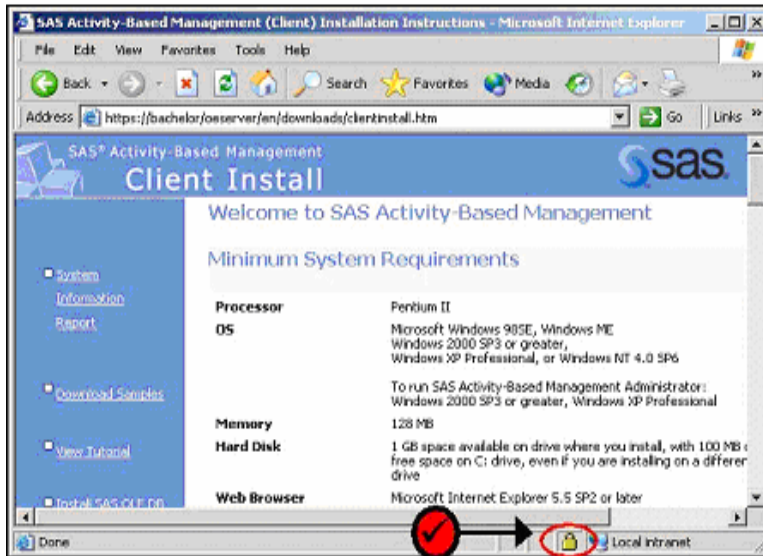 SAS Activity-Based Management (Client) Installation Instructions - Microsoft Internet Explorer
File Edit View Favorites Tools Help
Back Search Favorites Media
Address https://bachelor/oeserver/en/downloads/clientinstall.htm Go Links
SAS® Activity-Based Management
Client Install
sas
Welcome to SAS Activity-Based Management
Minimum System Requirements
System
Information
Report
Download Samples
View Tutorial
Install SAS OLE DB
Processor Pentium II
OS Microsoft Windows 98SE, Windows ME
Windows 2000 SP3 or greater,
Windows XP Professional, or Windows NT 4.0 SP6
To run SAS Activity-Based Management Administrator:
Windows 2000 SP3 or greater, Windows XP Professional
Memory 128 MB
Hard Disk 1 GB space available on drive where you install, with 100 MB
free space on C: drive, even if you are installing on a differen
drive
Web Browser Microsoft Internet Explorer 5.5 SP2 or later
Done Local intranet